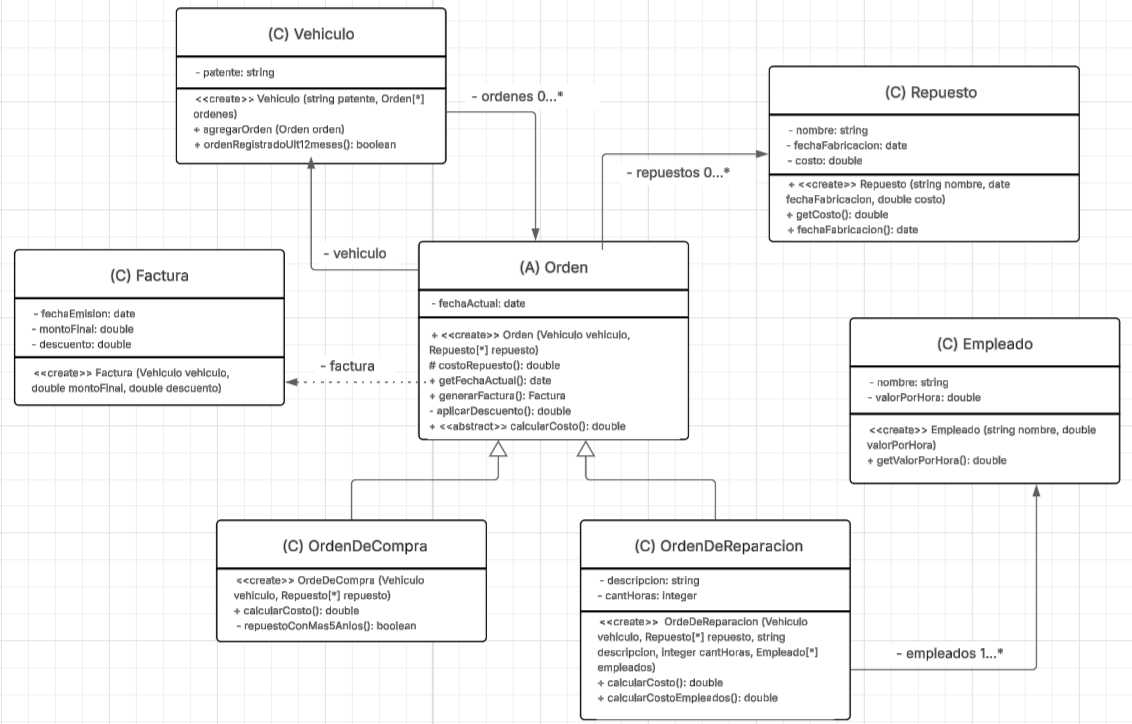 (C) Vehiculo
- patente: string
<<create>> Vehiculo (string patente, Orden[*]
ordenes)
+ agregarOrden (Orden orden)
+ ordenRegistradoUlt12meses(): boolean
- ordenes 0...*
(C) Repuesto
- nombre: string
- fechaFabricacion: date
- costo: double
+ <<create>> Repuesto (string nombre, date
fechaFabricacion, double costo)
+ getCosto(): double
+ fechaFabricacion(): date
- repuestos 0...*
- vehiculo
(C) Factura
- fechaEmision: date
- montoFinal: double
- descuento: double
<<create>> Factura (Vehiculo vehiculo,
double montoFinal, double descuento)
- factura
(A) Orden
- fechaActual: date
+ <<create>> Orden (Vehiculo vehiculo,
Repuesto[*] repuesto)
# costoRepuesto(): double
+ getFechaActual(): date
+ generarFactura(): Factura
- aplicarDescuento(): double
+ <<abstract>> calcularCosto(): double
(C) Empleado
- nombre: string
- valorPorHora: double
<<create>> Empleado (string nombre, double
valorPorHora)
+ getValorPorHora(): double
(C) OrdenDeCompra
<<create>> OrdeDeCompra (Vehiculo
vehiculo, Repuesto[*] repuesto)
+ calcularCosto(): double
- repuestoConMas5Anios(): boolean
(C) OrdenDeReparacion
- descripcion: string
- cantHoras: integer
<<create>> OrdeDeReparacion (Vehiculo
vehiculo, Repuesto[*] repuesto, string
descripcion, integer cantHoras, Empleado[*]
empleados)
+ calcularCosto(): double
+ calcularCostoEmpleados(): double
- empleados 1...*